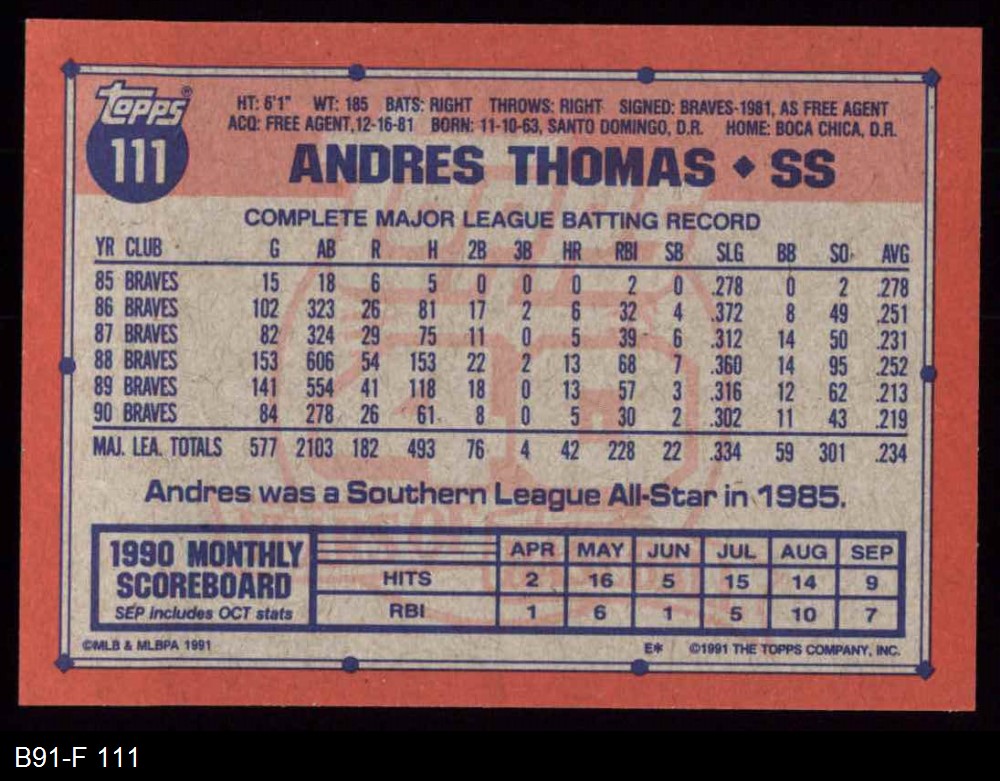 topps®
111
HT: 6'1" WT: 185 BATS: RIGHT THROWS: RIGHT SIGNED: BRAVES-1981, AS FREE AGENT
ACQ: FREE AGENT,12-16-81 BORN: 11-10-63, SANTO DOMINGO, D.R. HOME: BOCA CHICA, D.R.
ANDRES THOMAS ◆ SS
COMPLETE MAJOR LEAGUE BATTING RECORD
YR CLUB G AB R H 2B 3B HR RBI SB SLG BB SO AVG
85 BRAVES 15 18 6 5 0 0 0 2 0 .278 0 2 .278
86 BRAVES 102 323 26 81 17 2 6 32 4 .372 8 49 .251
87 BRAVES 82 324 29 75 11 0 5 39 6 .312 14 50 .231
88 BRAVES 153 606 54 153 22 2 13 68 7 .360 14 95 .252
89 BRAVES 141 554 41 118 18 0 13 57 3 .316 12 62 .213
90 BRAVES 84 278 26 61 8 0 5 30 2 .302 11 43 .219
MAJ. LEA. TOTALS 577 2103 182 493 76 4 42 228 22 .334 59 301 .234
Andres was a Southern League All-Star in 1985.
1990 MONTHLY
SCOREBOARD
SEP includes OCT stats
APR MAY JUN JUL AUG SEP
HITS 2 16 5 15 14 9
RBI 1 6 1 5 10 7
©MLB & MLBPA 1991 E* ©1991 THE TOPPS COMPANY, INC.
B91-F 111